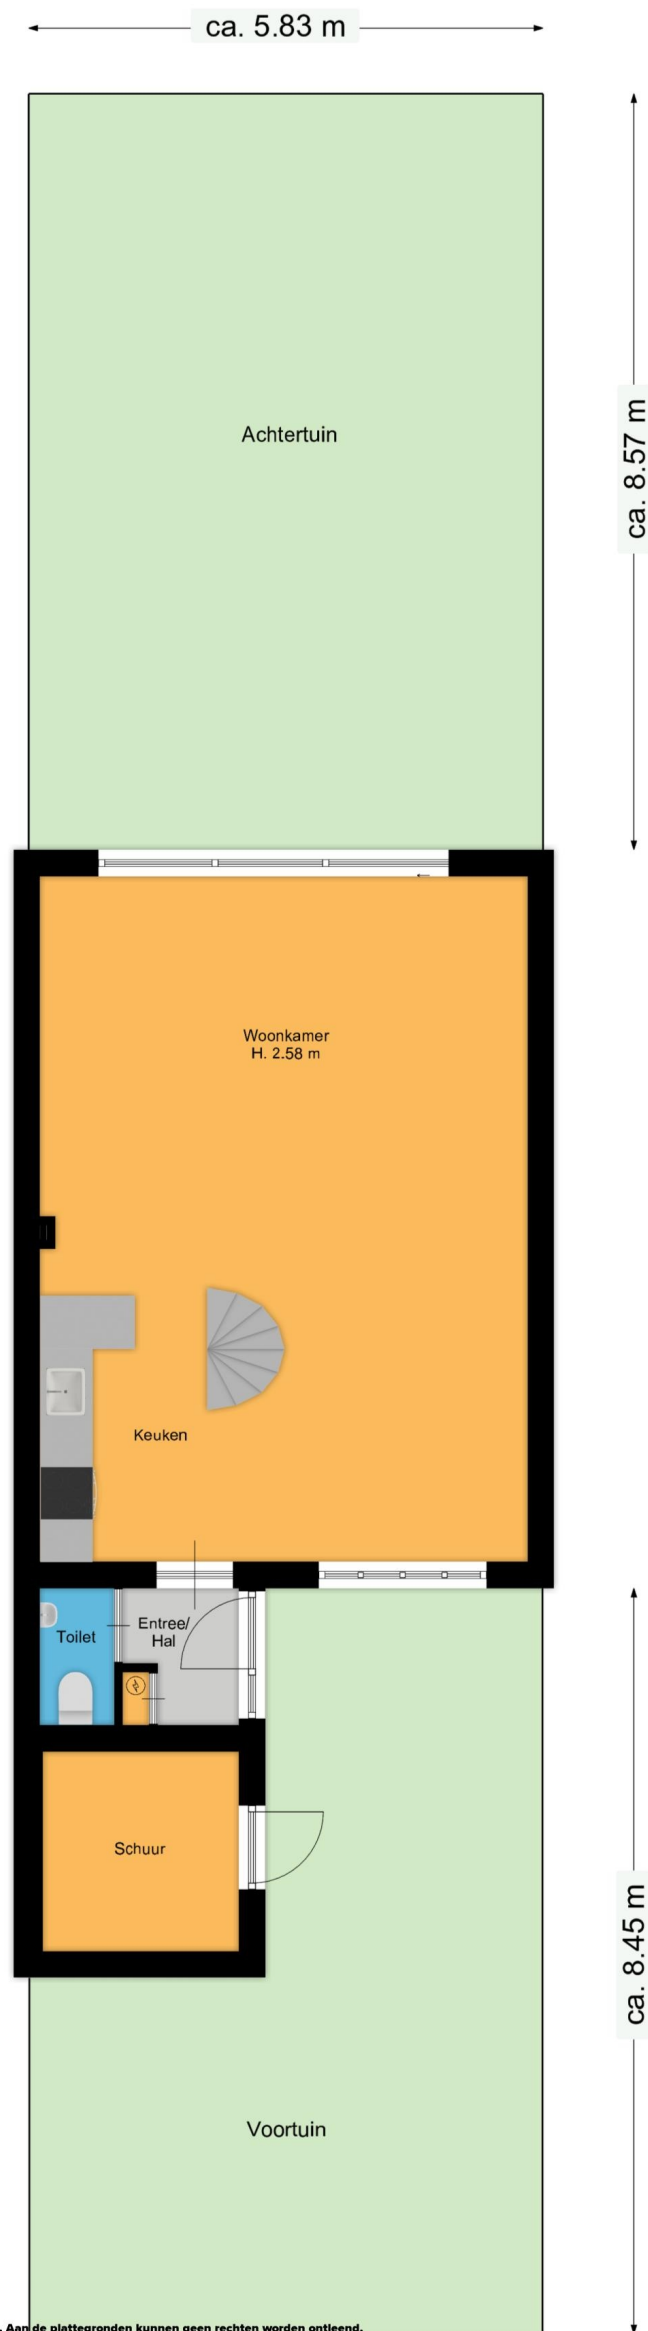 ca. 5.83 m
Achtertuin
ca. 8.57 m
Woonkamer
H. 2.58 m
Keuken
Toilet
Entree/
Hal
Schuur
ca. 8.45 m
Voortuin
. Aan de plattegronden kunnen geen rechten worden ontleend.